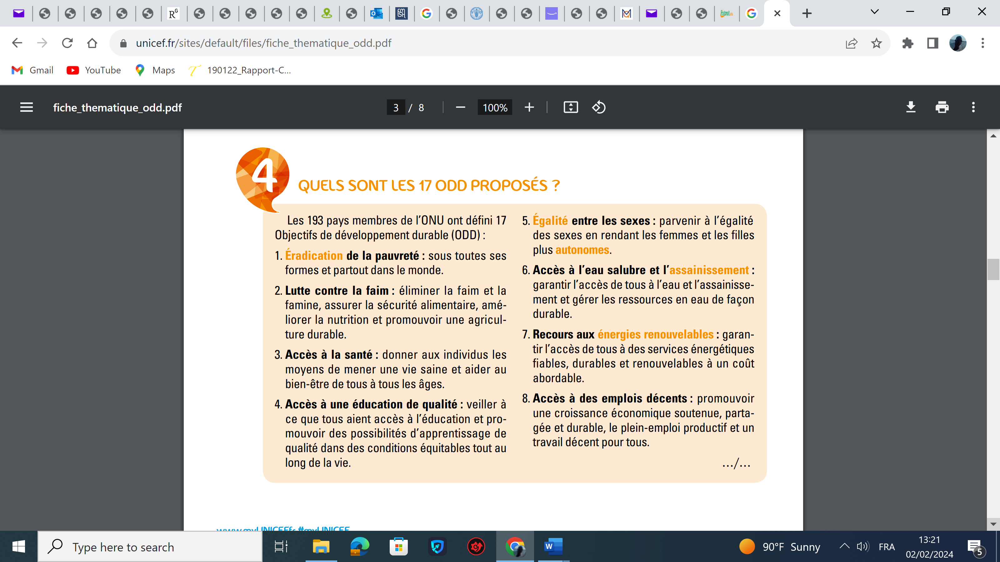 unicef.fr/sites/default/files/fiche_thematique_odd.pdf
Gmail
YouTube
Maps
190122_Rapport-C...
fiche_thematique_odd.pdf
3 / 8
100%
4
QUELS SONT LES 17 ODD PROPOSÉS ?
Les 193 pays membres de l’ONU ont défini 17
Objectifs de développement durable (ODD) :
1. Éradication de la pauvreté : sous toutes ses
formes et partout dans le monde.
2. Lutte contre la faim : éliminer la faim et la
famine, assurer la sécurité alimentaire, amé-
liorer la nutrition et promouvoir une agricul-
ture durable.
3. Accès à la santé : donner aux individus les
moyens de mener une vie saine et aider au
bien-être de tous à tous les âges.
4. Accès à une éducation de qualité : veiller à
ce que tous aient accès à l’éducation et pro-
mouvoir des possibilités d’apprentissage de
qualité dans des conditions équitables tout au
long de la vie.
5. Égalité entre les sexes : parvenir à l’égalité
des sexes en rendant les femmes et les filles
plus autonomes.
6. Accès à l’eau salubre et l’assainissement :
garantir l’accès de tous à l’eau et l’assainisse-
ment et gérer les ressources en eau de façon
durable.
7. Recours aux énergies renouvelables : garan-
tir l’accès de tous à des services énergétiques
fiables, durables et renouvelables à un coût
abordable.
8. Accès à des emplois décents : promouvoir
une croissance économique soutenue, parta-
gée et durable, le plein-emploi productif et un
travail décent pour tous.
.../...
www.myUNICEF.fr #myUNICEF
Type here to search
90°F Sunny
FRA
13:21
02/02/2024
5